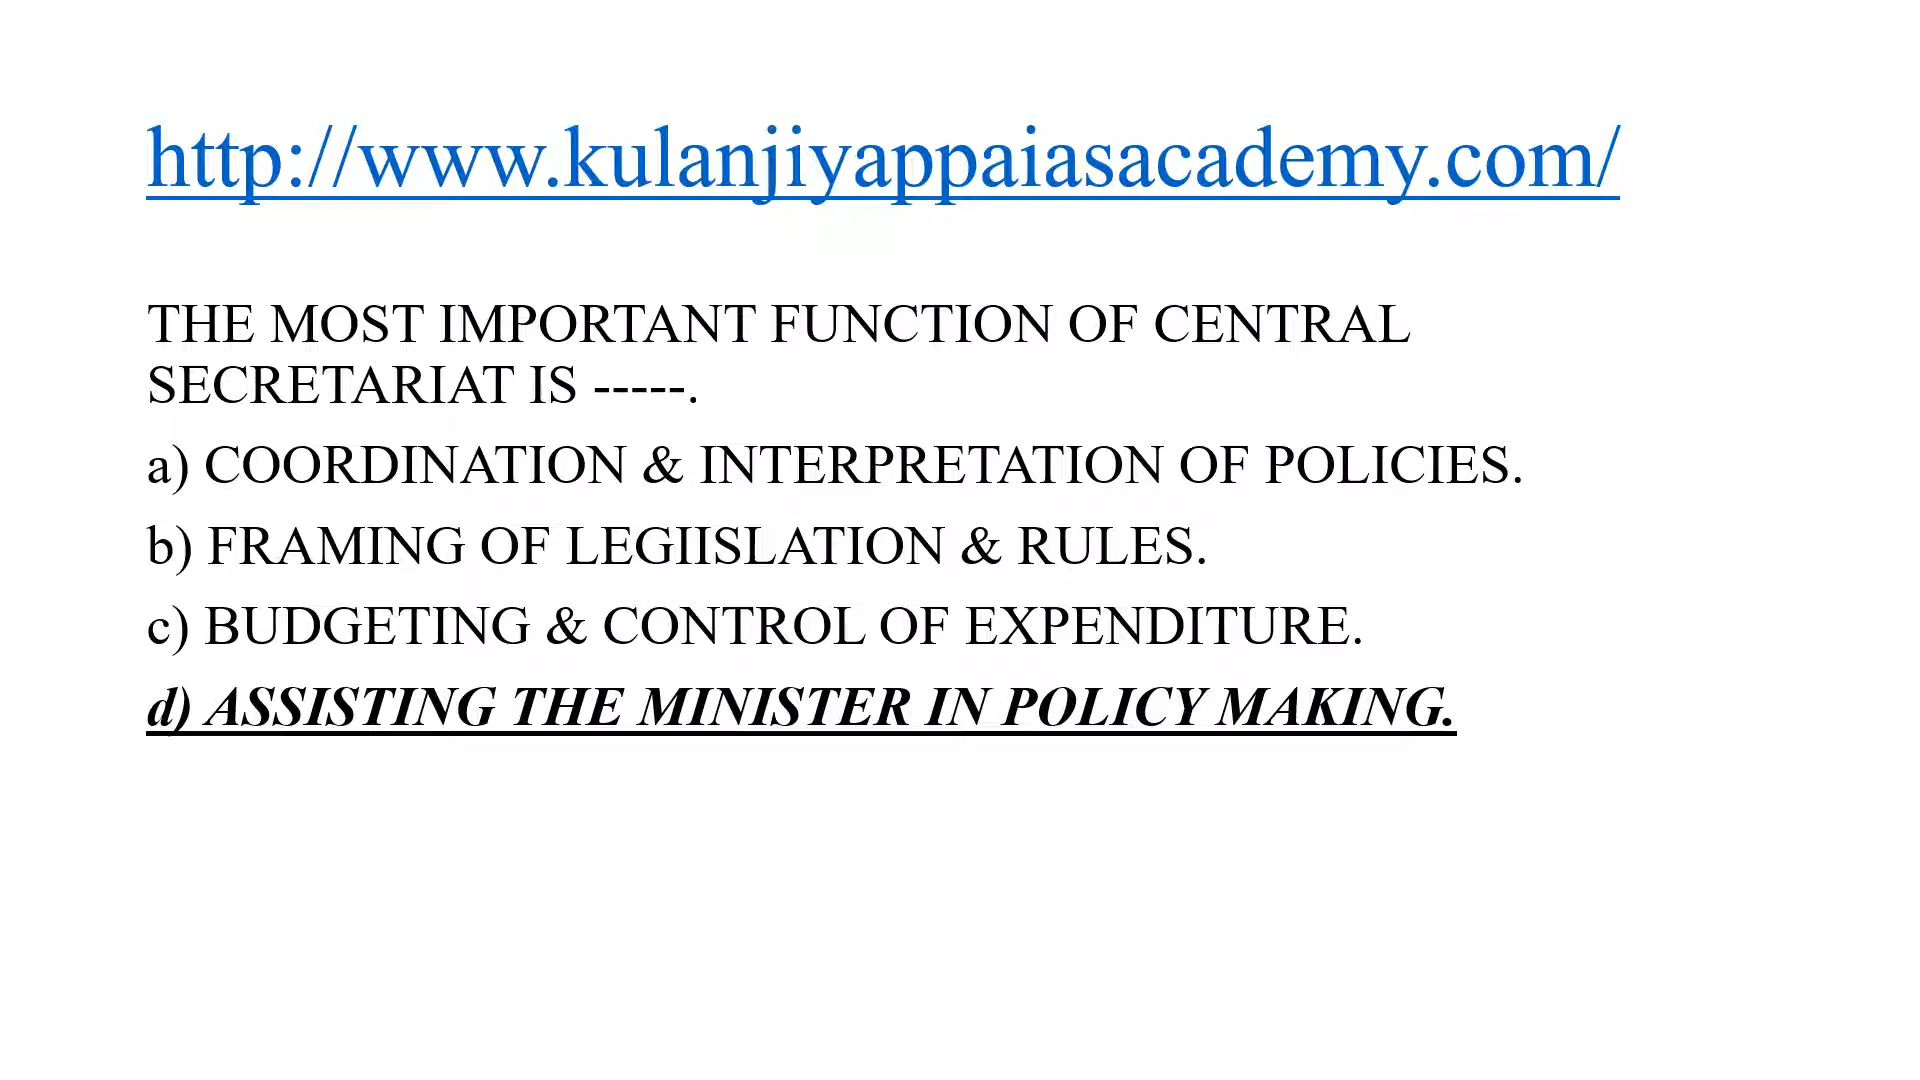 http://www.kulanjiyappaiasacademy.com/
THE MOST IMPORTANT FUNCTION OF CENTRAL
SECRETARIAT IS -----.
a) COORDINATION & INTERPRETATION OF POLICIES.
b) FRAMING OF LEGIISLATION & RULES.
c) BUDGETING & CONTROL OF EXPENDITURE.
d) ASSISTING THE MINISTER IN POLICY MAKING.